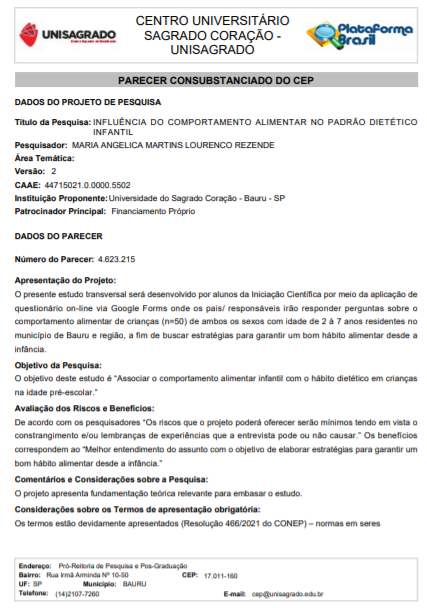 UNISAGRADO
CENTRO UNIVERSITÁRIO
SAGRADO CORAÇÃO -
UNISAGRADO
Plataforma
Brasil
PARECER CONSUBSTANCIADO DO CEP
DADOS DO PROJETO DE PESQUISA
Título da Pesquisa: INFLUÊNCIA DO COMPORTAMENTO ALIMENTAR NO PADRÃO DIETÉTICO
INFANTIL
Pesquisador: MARIA ANGELICA MARTINS LOURENCO REZENDE
Área Temática:
Versão: 2
CAAE: 44715021.0.0000.5502
Instituição Proponente: Universidade do Sagrado Coração - Bauru - SP
Patrocinador Principal: Financiamento Próprio
DADOS DO PARECER
Número do Parecer: 4.623.215
Apresentação do Projeto:
O presente estudo transversal será desenvolvido por alunos da Iniciação Científica por meio da aplicação de
questionário on-line via Google Forms onde os pais/ responsáveis irão responder perguntas sobre o
comportamento alimentar de crianças (n=50) de ambos os sexos com idade de 2 á 7 anos residentes no
município de Bauru e região, a fim de buscar estratégias para garantir um bom hábito alimentar desde a
infância.
Objetivo da Pesquisa:
O objetivo deste estudo é “Associar o comportamento alimentar infantil com o hábito dietético em crianças
na idade pré-escolar.”
Avaliação dos Riscos e Benefícios:
De acordo com os pesquisadores “Os riscos que o projeto poderá oferecer serão mínimos tendo em vista o
constrangimento e/ou lembranças de experiências que a entrevista pode ou não causar.” Os benefícios
correspondem ao “Melhor entendimento do assunto com o objetivo de elaborar estratégias para garantir um
bom hábito alimentar desde a infância.”
Comentários e Considerações sobre a Pesquisa:
O projeto apresenta fundamentação teórica relevante para embasar o estudo.
Considerações sobre os Termos de apresentação obrigatória:
Os termos estão devidamente apresentados (Resolução 466/2021 do CONEP) – normas em seres
Endereço: Pró-Reitoria de Pesquisa e Pos-Graduação
Bairro: Rua Irmã Arminda Nº 10-50 CEP: 17.011-160
UF: SP Município: BAURU
Telefone: (14)2107-7260 E-mail: cep@unisagrado.edu.br